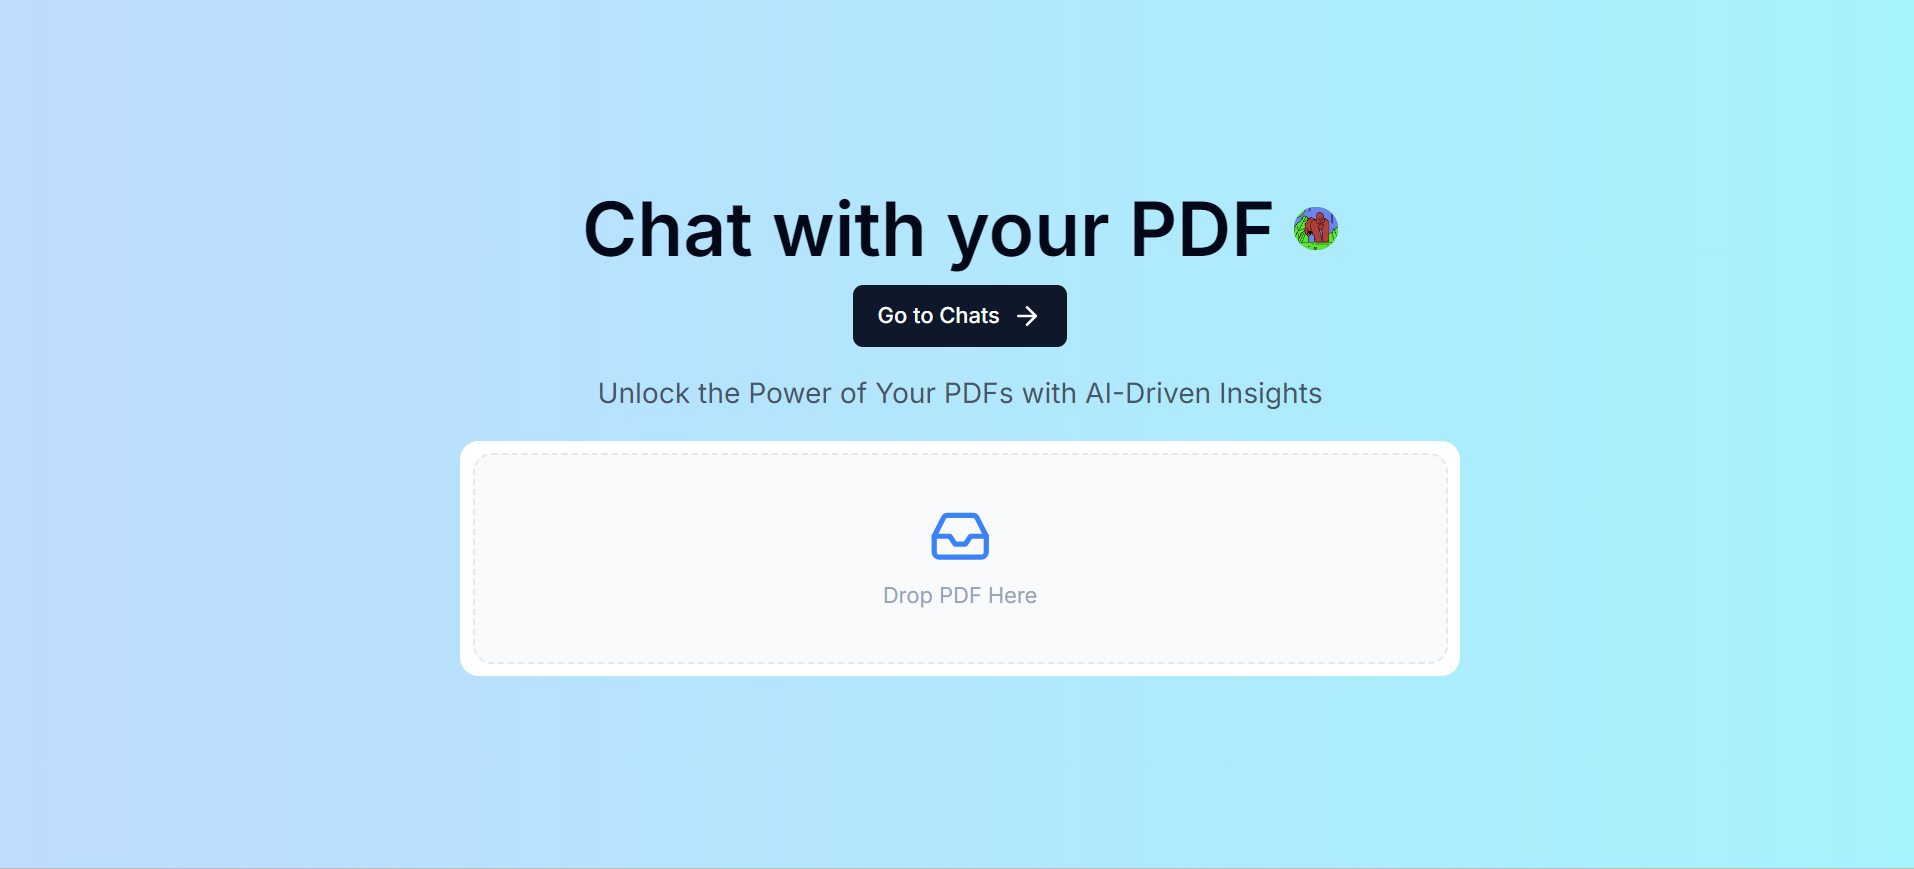 Chat with your PDF
Go to Chats
Unlock the Power of Your PDFs with AI-Driven Insights
Drop PDF Here